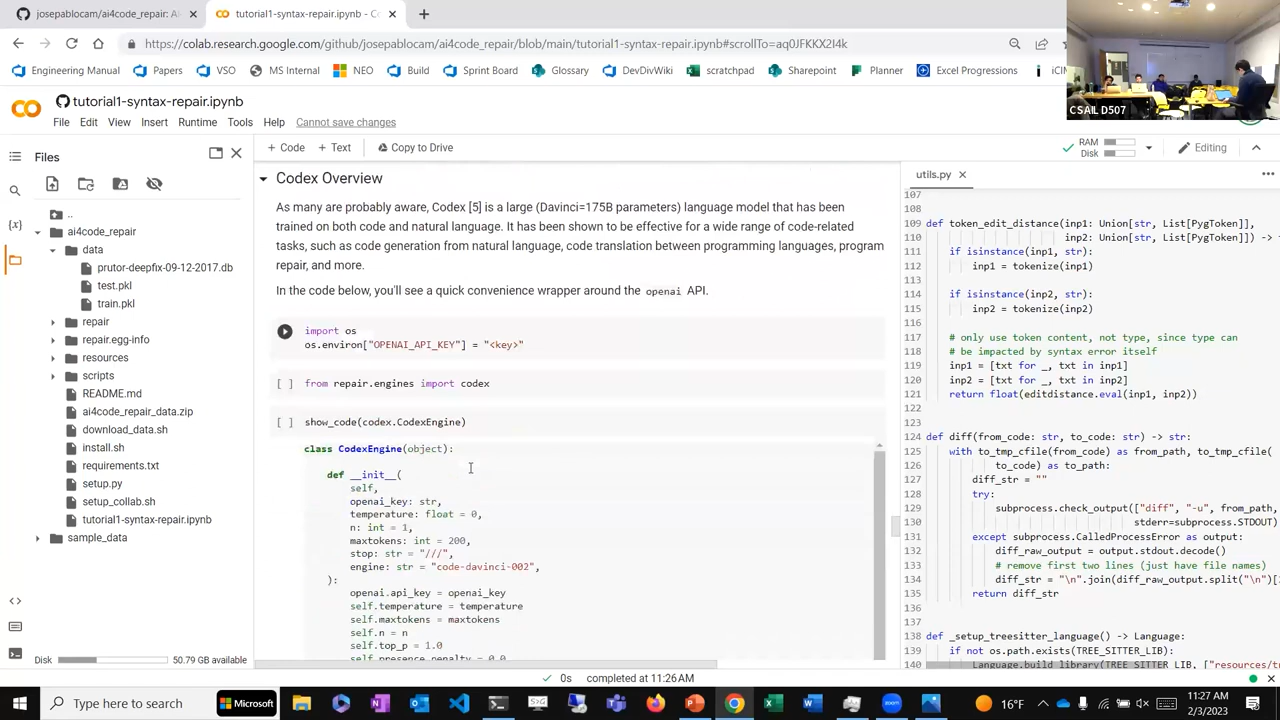 josepablocam/ai4code_repair: A
tutorial1-syntax-repair.ipynb - C
https://colab.research.google.com/github/josepablocam/ai4code_repair/blob/main/tutorial1-syntax-repair.ipynb#scrollTo=aq0JFKKX2I4k
Engineering Manual
Papers
VSO
MS Internal
NEO
Build
Sprint Board
Glossary
DevDivWiki
scratchpad
Sharepoint
Planner
Excel Progressions
CSAIL D507
tutorial1-syntax-repair.ipynb
File Edit View Insert Runtime Tools Help Cannot save changes
Files
+ Code + Text Copy to Drive
RAM
Disk
Editing
..
ai4code_repair
data
prutor-deepfix-09-12-2017.db
test.pkl
train.pkl
repair
repair.egg-info
resources
scripts
README.md
ai4code_repair_data.zip
download_data.sh
install.sh
requirements.txt
setup.py
setup_collab.sh
tutorial1-syntax-repair.ipynb
sample_data
Disk
50.79 GB available
Codex Overview
As many are probably aware, Codex [5] is a large (Davinci=175B parameters) language model that has been
trained on both code and natural language. It has been shown to be effective for a wide range of code-related
tasks, such as code generation from natural language, code translation between programming languages, program
repair, and more.
In the code below, you'll see a quick convenience wrapper around the openai API.
import os
os.environ["OPENAI_API_KEY"] = "<key>"
[ ] from repair.engines import codex
[ ] show_code(codex.CodexEngine)
class CodexEngine(object):
def __init__(
self,
openai_key: str,
temperature: float = 0,
n: int = 1,
maxtokens: int = 200,
stop: str = "///",
engine: str = "code-davinci-002",
):
openai.api_key = openai_key
self.temperature = temperature
self.maxtokens = maxtokens
self.n = n
self.top_p = 1.0
self.presence_penalty = 0.0
utils.py
107
108
109 def token_edit_distance(inp1: Union[str, List[PygToken]],
110 inp2: Union[str, List[PygToken]]) ->
111 if isinstance(inp1, str):
112 inp1 = tokenize(inp1)
113
114 if isinstance(inp2, str):
115 inp2 = tokenize(inp2)
116
117 # only use token content, not type, since type can
118 # be impacted by syntax error itself
119 inp1 = [txt for _, txt in inp1]
120 inp2 = [txt for _, txt in inp2]
121 return float(editdistance.eval(inp1, inp2))
122
123
124 def diff(from_code: str, to_code: str) -> str:
125 with to_tmp_cfile(from_code) as from_path, to_tmp_cfile(
126 to_code) as to_path:
127 diff_str = ""
128 try:
129 subprocess.check_output(["diff", "-u", from_path,
130 stderr=subprocess.STDOUT)
131 except subprocess.CalledProcessError as output:
132 diff_raw_output = output.stdout.decode()
133 # remove first two lines (just have file names)
134 diff_str = "\n".join(diff_raw_output.split("\n")[
135 return diff_str
136
137
138 def _setup_treesitter_language() -> Language:
139 if not os.path.exists(TREE_SITTER_LIB):
140 Language.build_library(TREE_SITTER_LIB, ["resources/t
0s completed at 11:26 AM
Type here to search
Microsoft
16°F
11:27 AM
2/3/2023